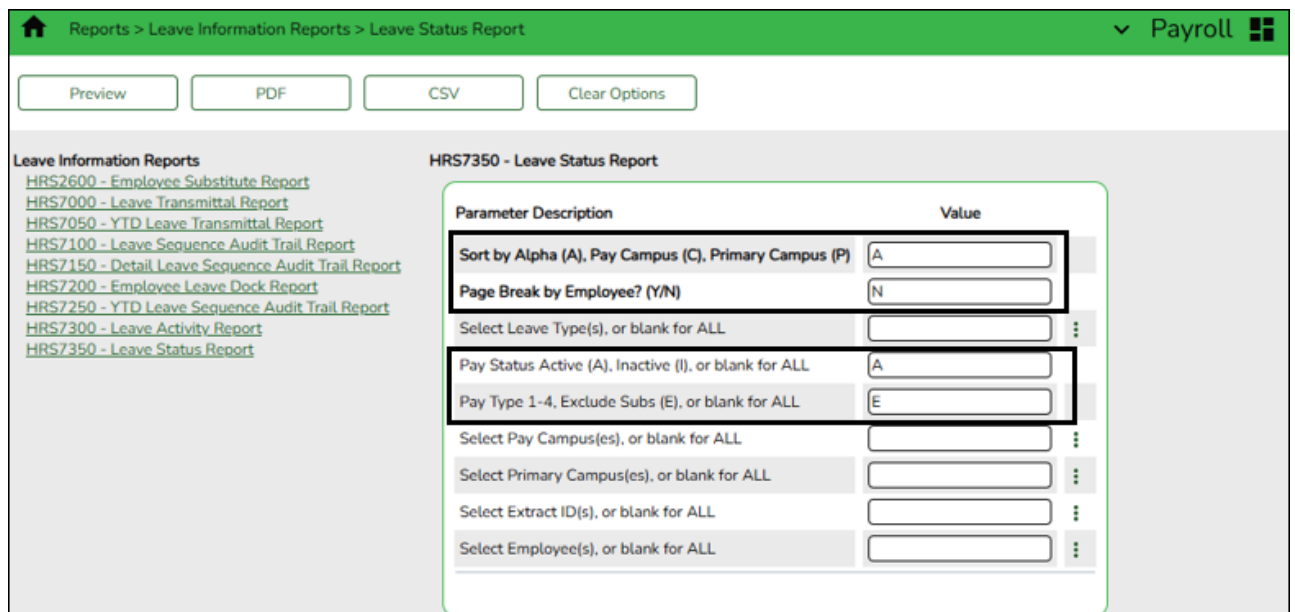 Reports > Leave Information Reports > Leave Status Report
Payroll
Preview
PDF
CSV
Clear Options
Leave Information Reports
HRS2600 - Employee Substitute Report
HRS7000 - Leave Transmittal Report
HRS7050 - YTD Leave Transmittal Report
HRS7100 - Leave Sequence Audit Trail Report
HRS7150 - Detail Leave Sequence Audit Trail Report
HRS7200 - Employee Leave Dock Report
HRS7250 - YTD Leave Sequence Audit Trail Report
HRS7300 - Leave Activity Report
HRS7350 - Leave Status Report
HRS7350 - Leave Status Report
Parameter Description Value
Sort by Alpha (A), Pay Campus (C), Primary Campus (P) A
Page Break by Employee? (Y/N) N
Select Leave Type(s), or blank for ALL
Pay Status Active (A), Inactive (I), or blank for ALL A
Pay Type 1-4, Exclude Subs (E), or blank for ALL E
Select Pay Campus(es), or blank for ALL
Select Primary Campus(es), or blank for ALL
Select Extract ID(s), or blank for ALL
Select Employee(s), or blank for ALL